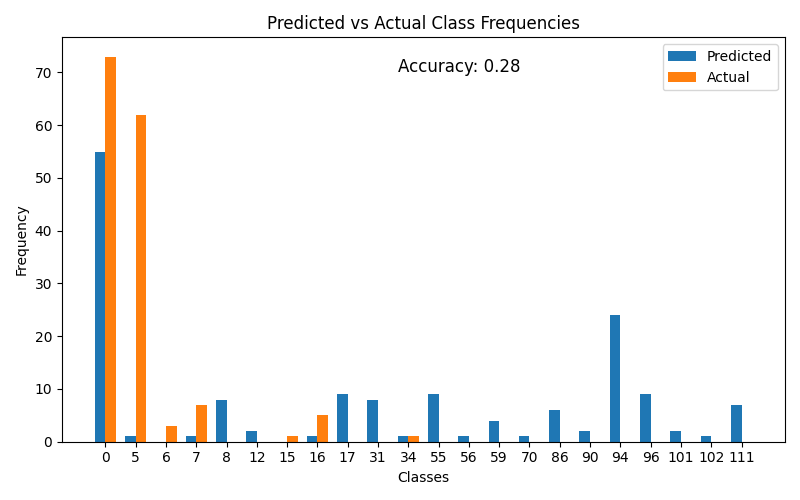 Predicted vs Actual Class Frequencies
Accuracy: 0.28
Predicted
Actual
Frequency
70
60
50
40
30
20
10
0
0 5 6 7 8 12 15 16 17 31 34 55 56 59 70 86 90 94 96 101 102 111
Classes